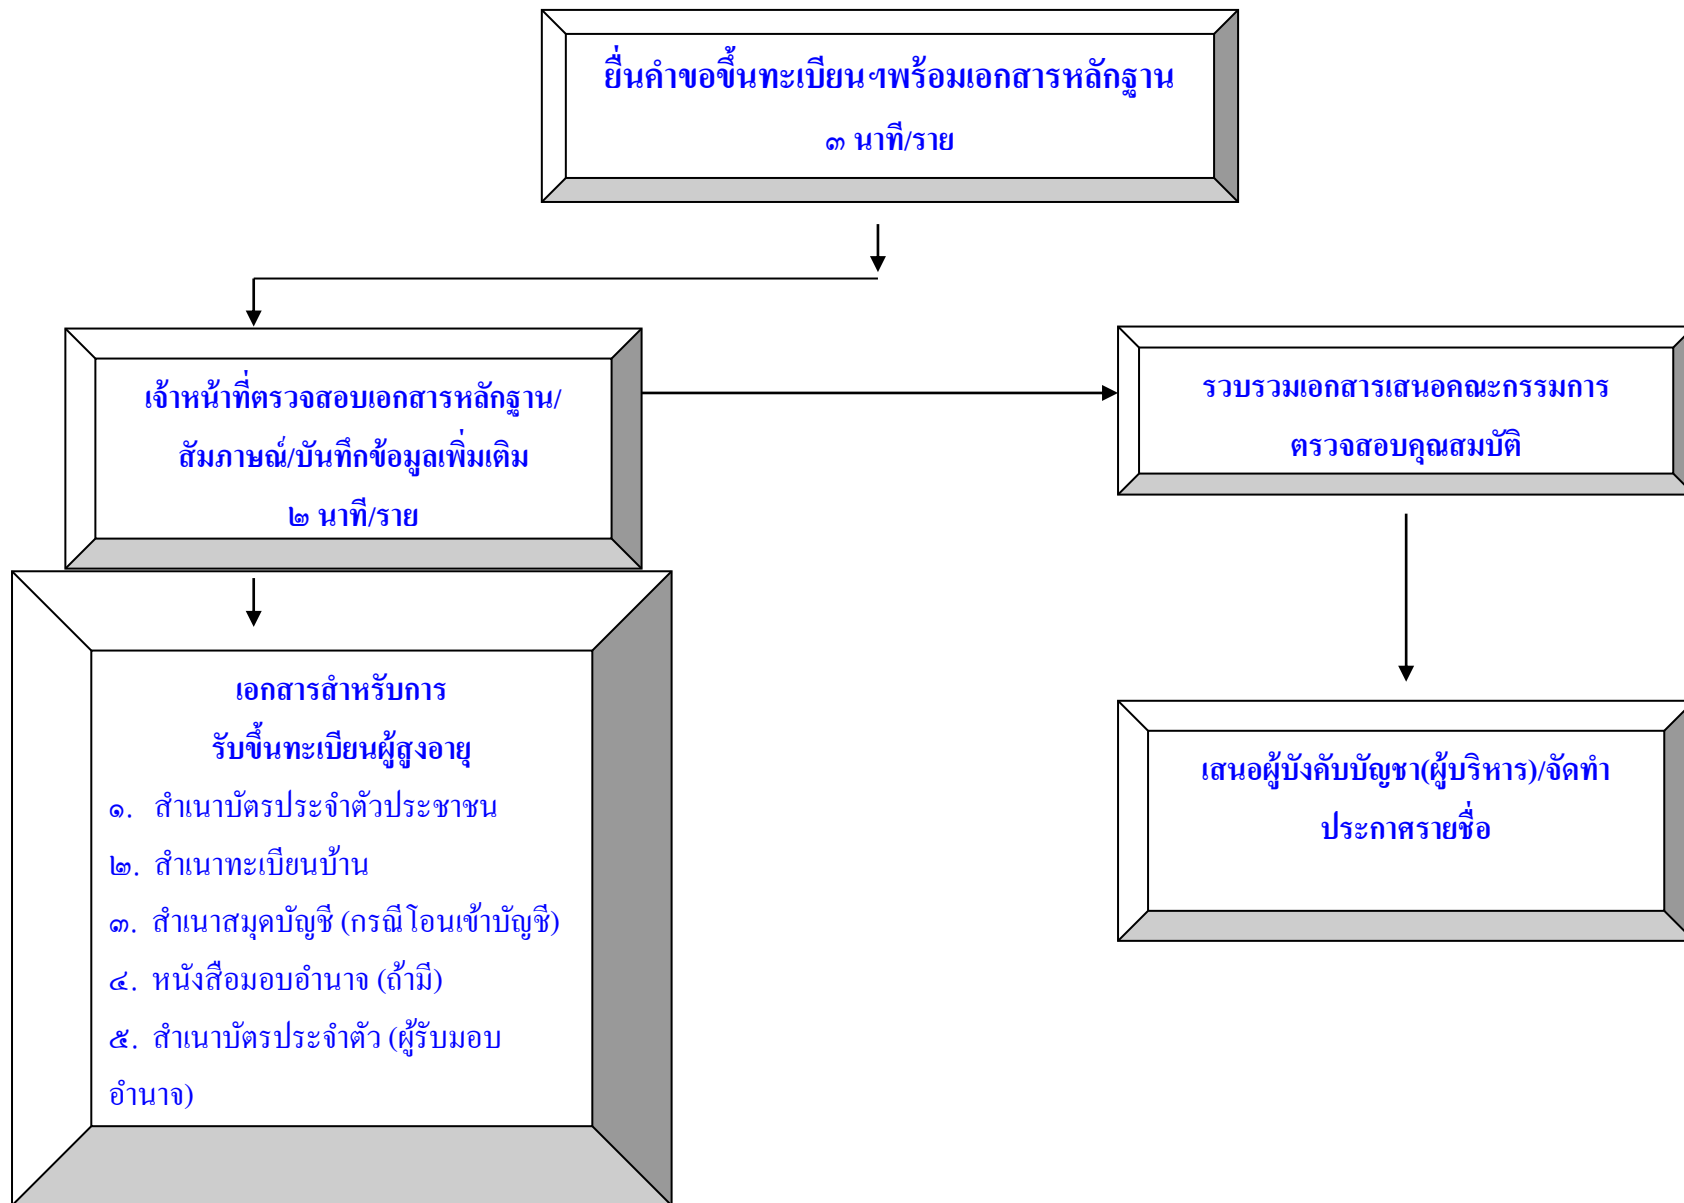 ยื่นคำขอขึ้นทะเบียนฯพร้อมเอกสารหลักฐาน
๓ นาที/ราย
เจ้าหน้าที่ตรวจสอบเอกสารหลักฐาน/
สัมภาษณ์/บันทึกข้อมูลเพิ่มเติม
๒ นาที/ราย
รวบรวมเอกสารเสนอคณะกรรมการ
ตรวจสอบคุณสมบัติ
เอกสารสำหรับการ
รับขึ้นทะเบียนผู้สูงอายุ
๑. สำเนาบัตรประจำตัวประชาชน
๒. สำเนาทะเบียนบ้าน
๓. สำเนาสมุดบัญชี (กรณีโอนเข้าบัญชี)
๔. หนังสือมอบอำนาจ (ถ้ามี)
๕. สำเนาบัตรประจำตัว (ผู้รับมอบ
อำนาจ)
เสนอผู้บังคับบัญชา(ผู้บริหาร)/จัดทำ
ประกาศรายชื่อ